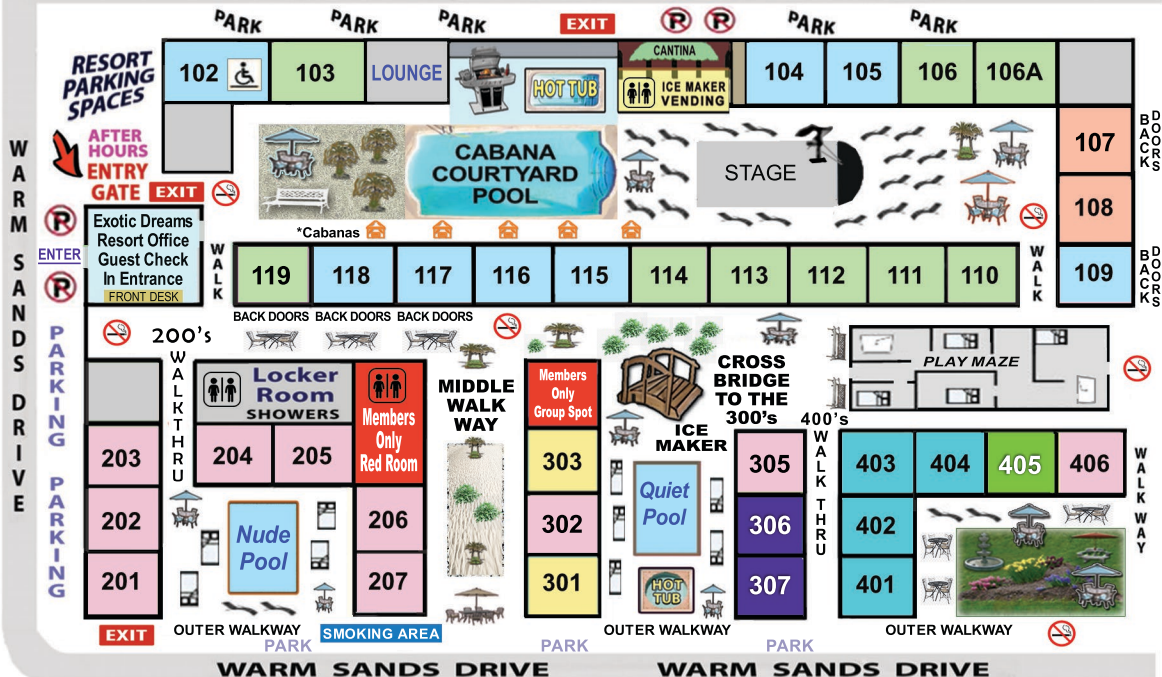 PARK
PARK
PARK
EXIT
P
P
PARK
PARK
RESORT
PARKING
SPACES
102
103
LOUNGE
HOT TUB
CANTINA
ICE MAKER
VENDING
104
105
106
106A
AFTER
HOURS
ENTRY
GATE
EXIT
CABANA
COURTYARD
POOL
STAGE
107
108
BACK
DOORS
P
ENTER
P
Exotic Dreams
Resort Office
Guest Check
In Entrance
FRONT DESK
*Cabanas
WALK
119
118
117
116
115
114
113
112
111
110
WALK
109
BACK
DOORS
BACK DOORS
BACK DOORS
BACK DOORS
WARM SANDS DRIVE
PARKING
PARKING
200's
WALKTHRU
203
202
201
EXIT
Locker
Room
SHOWERS
204
205
Members
Only
Red Room
206
207
Nude
Pool
OUTER WALKWAY
SMOKING AREA
PARK
MIDDLE
WALK
WAY
Members
Only
Group Spot
303
302
301
PARK
CROSS
BRIDGE
TO THE
300's
ICE
MAKER
Quiet
Pool
HOT
TUB
OUTER WALKWAY
305
306
307
PARK
400's
WALK THRU
PLAY MAZE
403
404
405
406
402
401
WALK WAY
OUTER WALKWAY
WARM SANDS DRIVE
WARM SANDS DRIVE